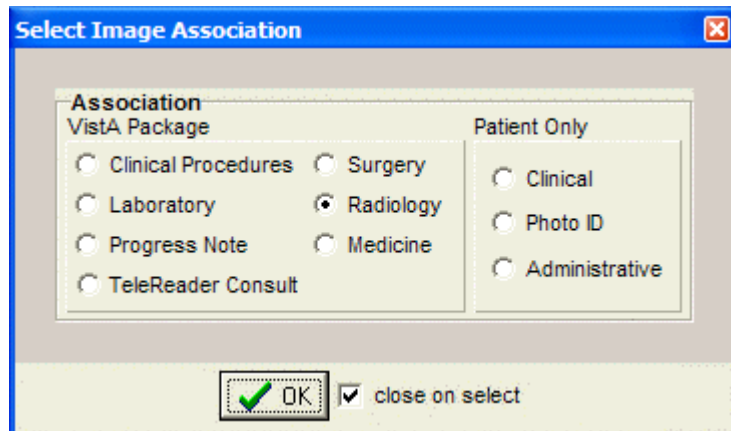 Select Image Association
Association
VistA Package
Patient Only
Clinical Procedures
Surgery
Clinical
Laboratory
Radiology
Photo ID
Progress Note
Medicine
Administrative
TeleReader Consult
OK
close on select